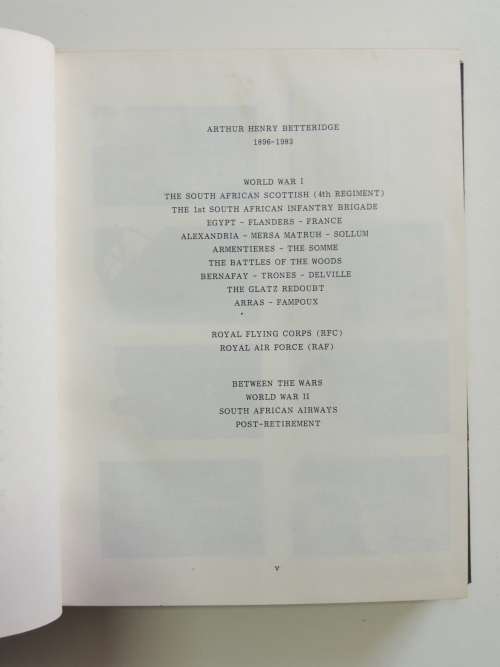 ARTHUR HENRY BETTERIDGE
1896-1983
WORLD WAR I
THE SOUTH AFRICAN SCOTTISH (4th REGIMENT)
THE 1st SOUTH AFRICAN INFANTRY BRIGADE
EGYPT - FLANDERS - FRANCE
ALEXANDRIA - MERSA MATRUH - SOLLUM
ARMENTIERES - THE SOMME
THE BATTLES OF THE WOODS
BERNAFAY - TRONES - DELVILLE
THE GLATZ REDOUBT
ARRAS - FAMPOUX
ROYAL FLYING CORPS (RFC)
ROYAL AIR FORCE (RAF)
BETWEEN THE WARS
WORLD WAR II
SOUTH AFRICAN AIRWAYS
POST-RETIREMENT
v